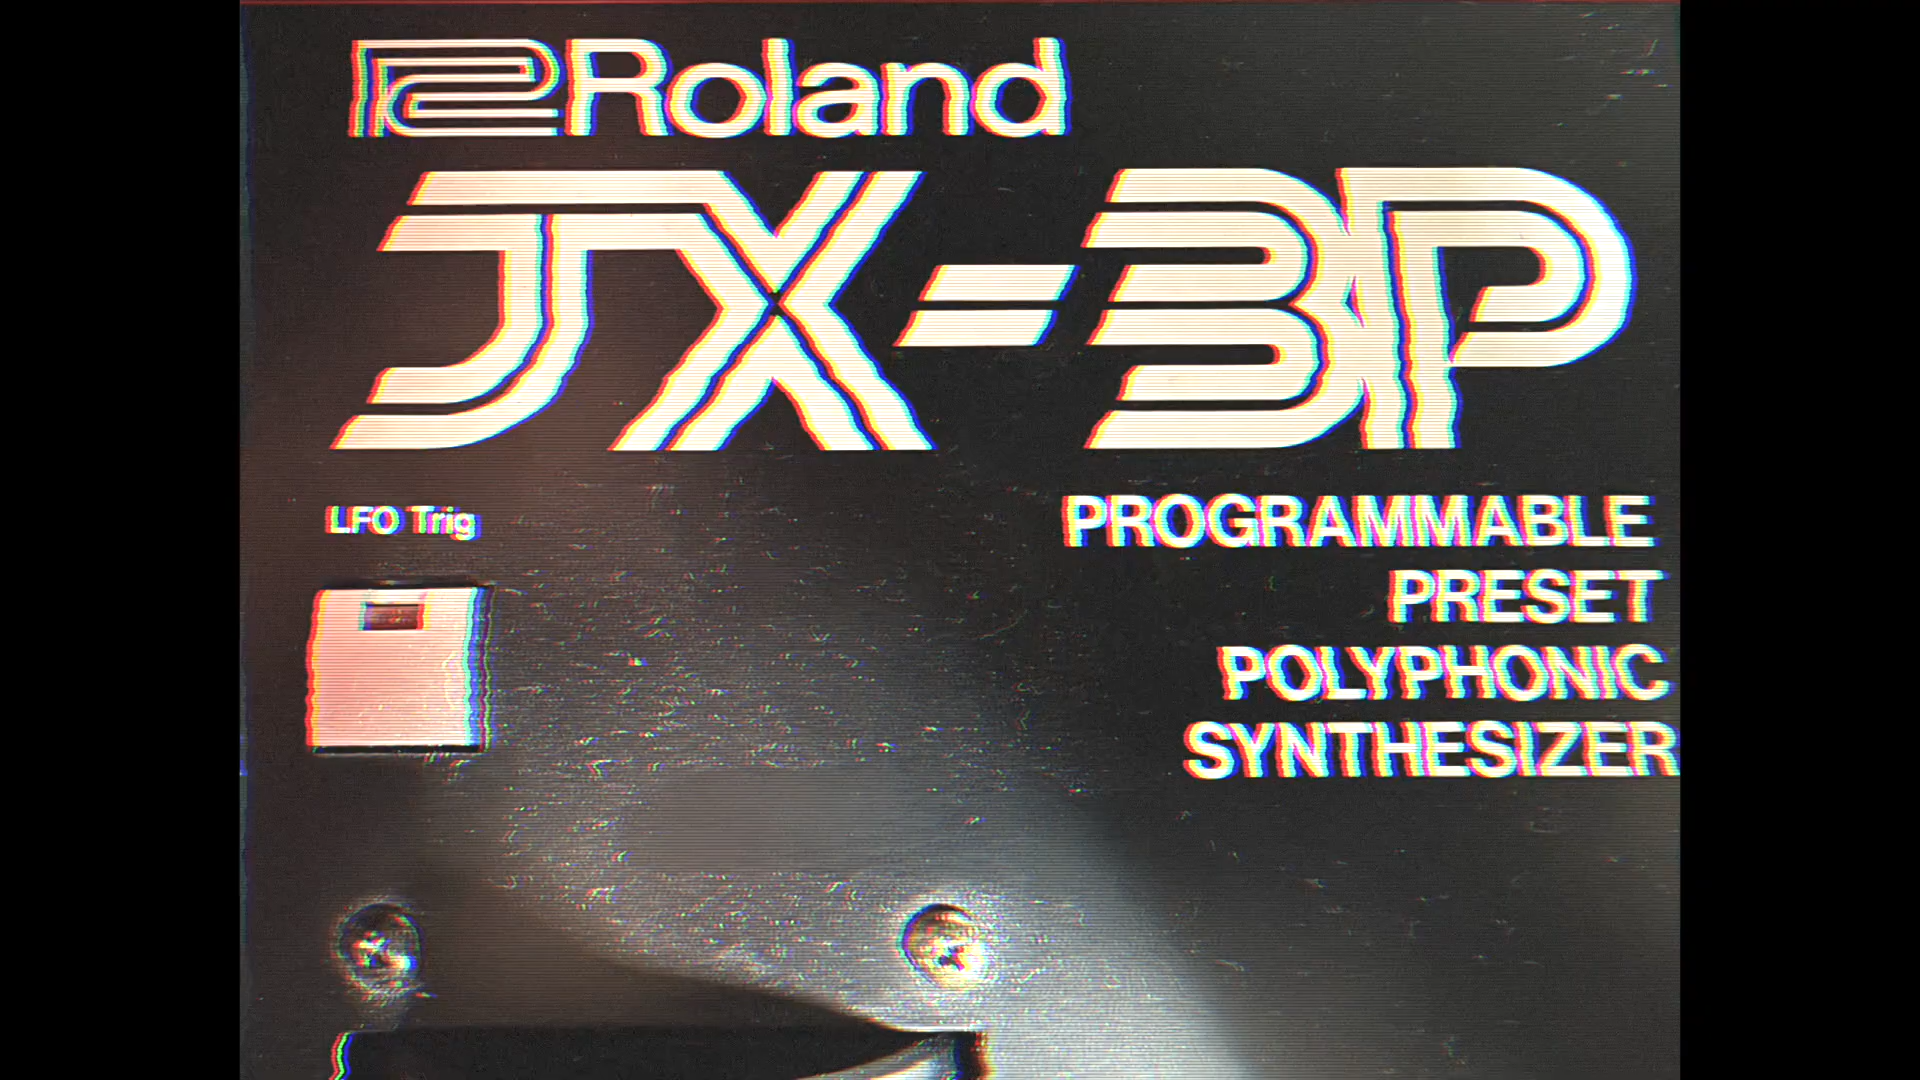 Roland
JX-3P
LFO Trig
PROGRAMMABLE
PRESET
POLYPHONIC
SYNTHESIZER